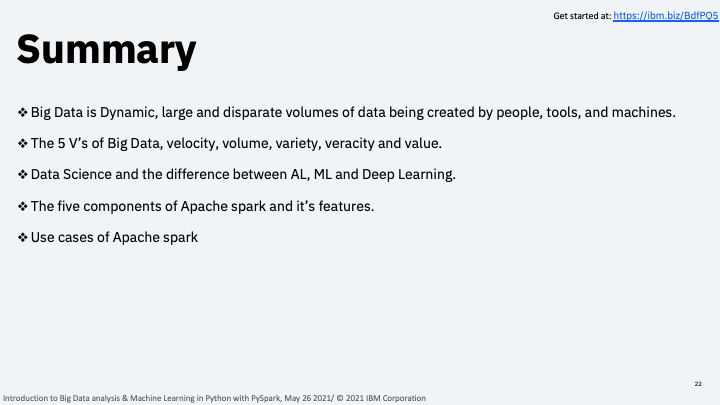 Get started at: https://ibm.biz/BdfPQ5
Summary
❖Big Data is Dynamic, large and disparate volumes of data being created by people, tools, and machines.
❖The 5 V's of Big Data, velocity, volume, variety, veracity and value.
❖Data Science and the difference between AL, ML and Deep Learning.
❖The five components of Apache spark and it's features.
❖Use cases of Apache spark
22
Introduction to Big Data analysis & Machine Learning in Python with PySpark, May 26 2021/ © 2021 IBM Corporation